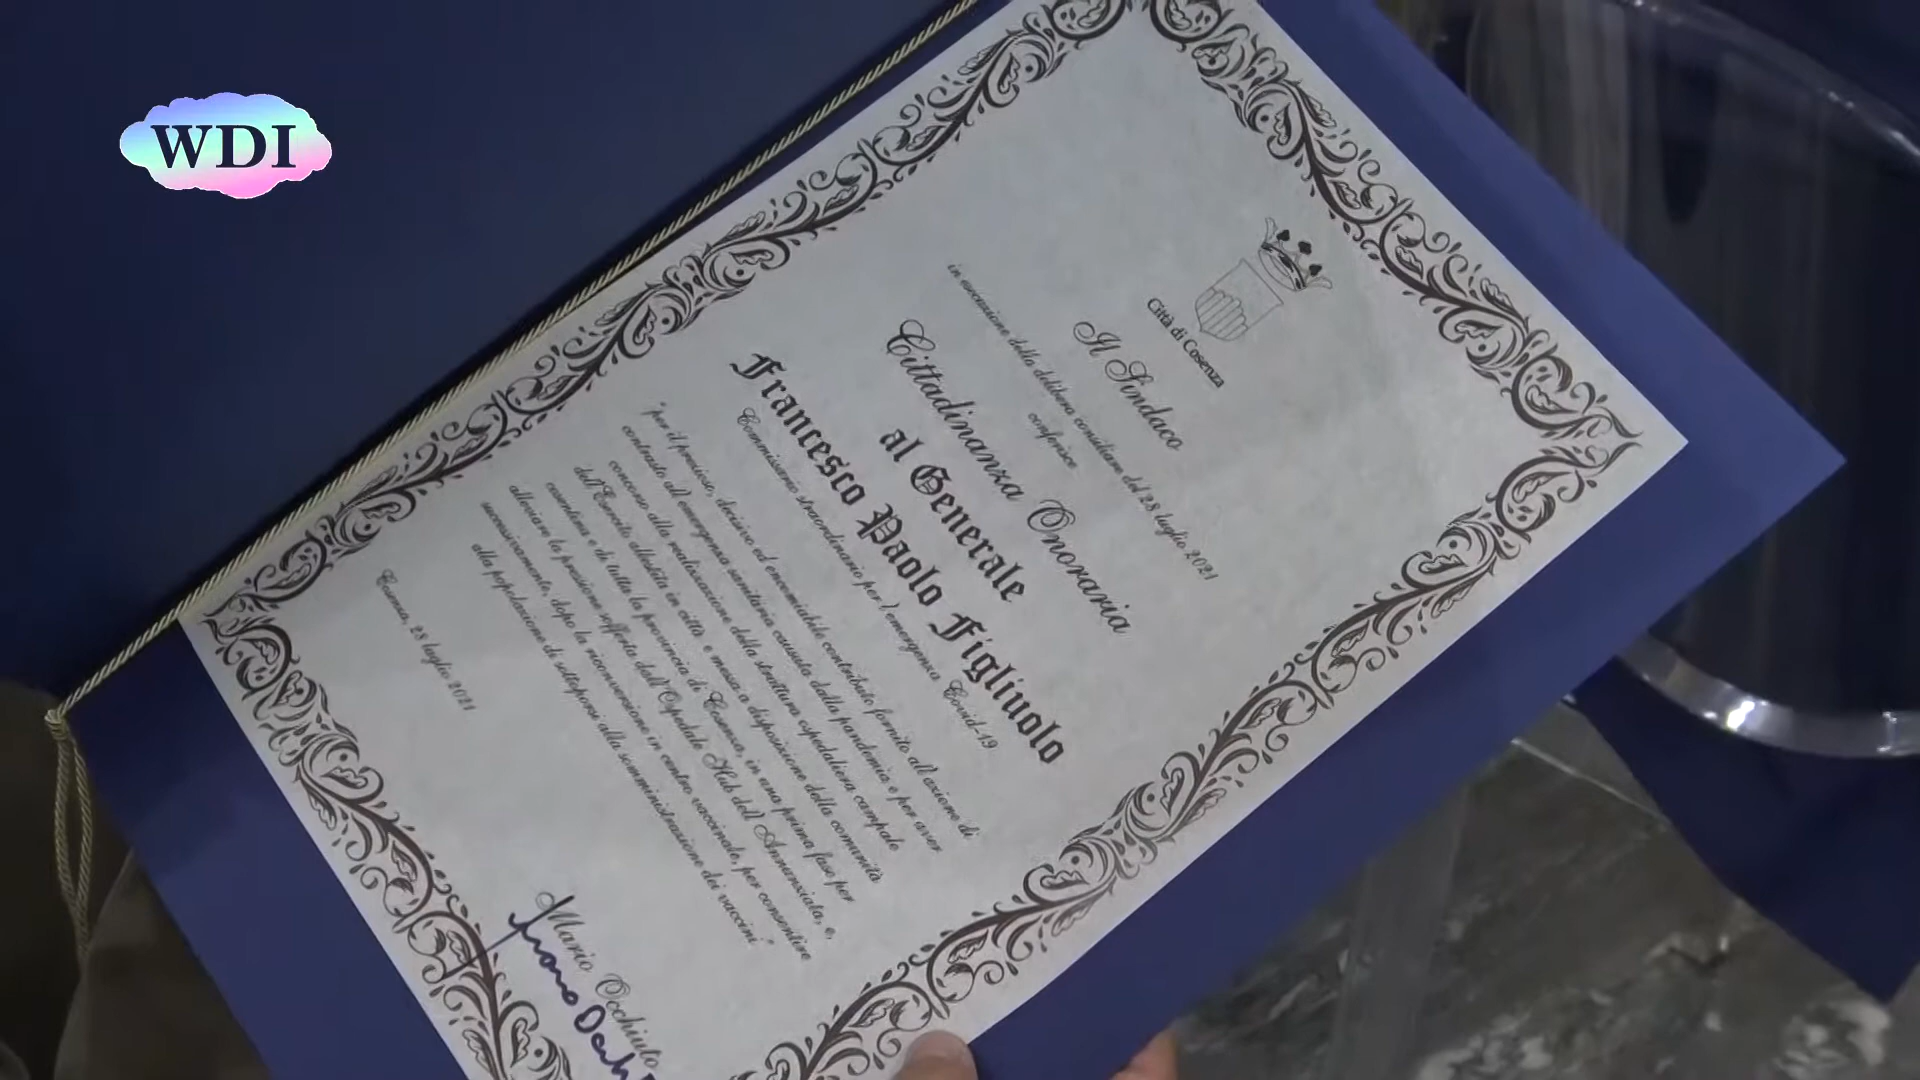 WDI
Città di Cosenza
Il Sindaco
in esecuzione della delibera consiliare del 28 luglio 2021
conferisce
Cittadinanza Onoraria
al Generale
Francesco Paolo Figliuolo
Commissario straordinario per l'emergenza Covid-19
"per il prezioso, decisivo ed encomiabile contributo fornito all'azione di
contrasto all'emergenza sanitaria causata dalla pandemia e per aver
concorso alla realizzazione della struttura ospedaliera campale
dell'Esercito allestita in città e messa a disposizione della comunità
cosentina e di tutta la provincia di Cosenza, in una prima fase per
alleviare la pressione sofferta dall'Ospedale Hub dell'Annunziata, e,
successivamente, dopo la riconversione in centro vaccinale, per consentire
alla popolazione di sottoporsi alla somministrazione dei vaccini"
Cosenza, 28 luglio 2021
Mario Occhiuto